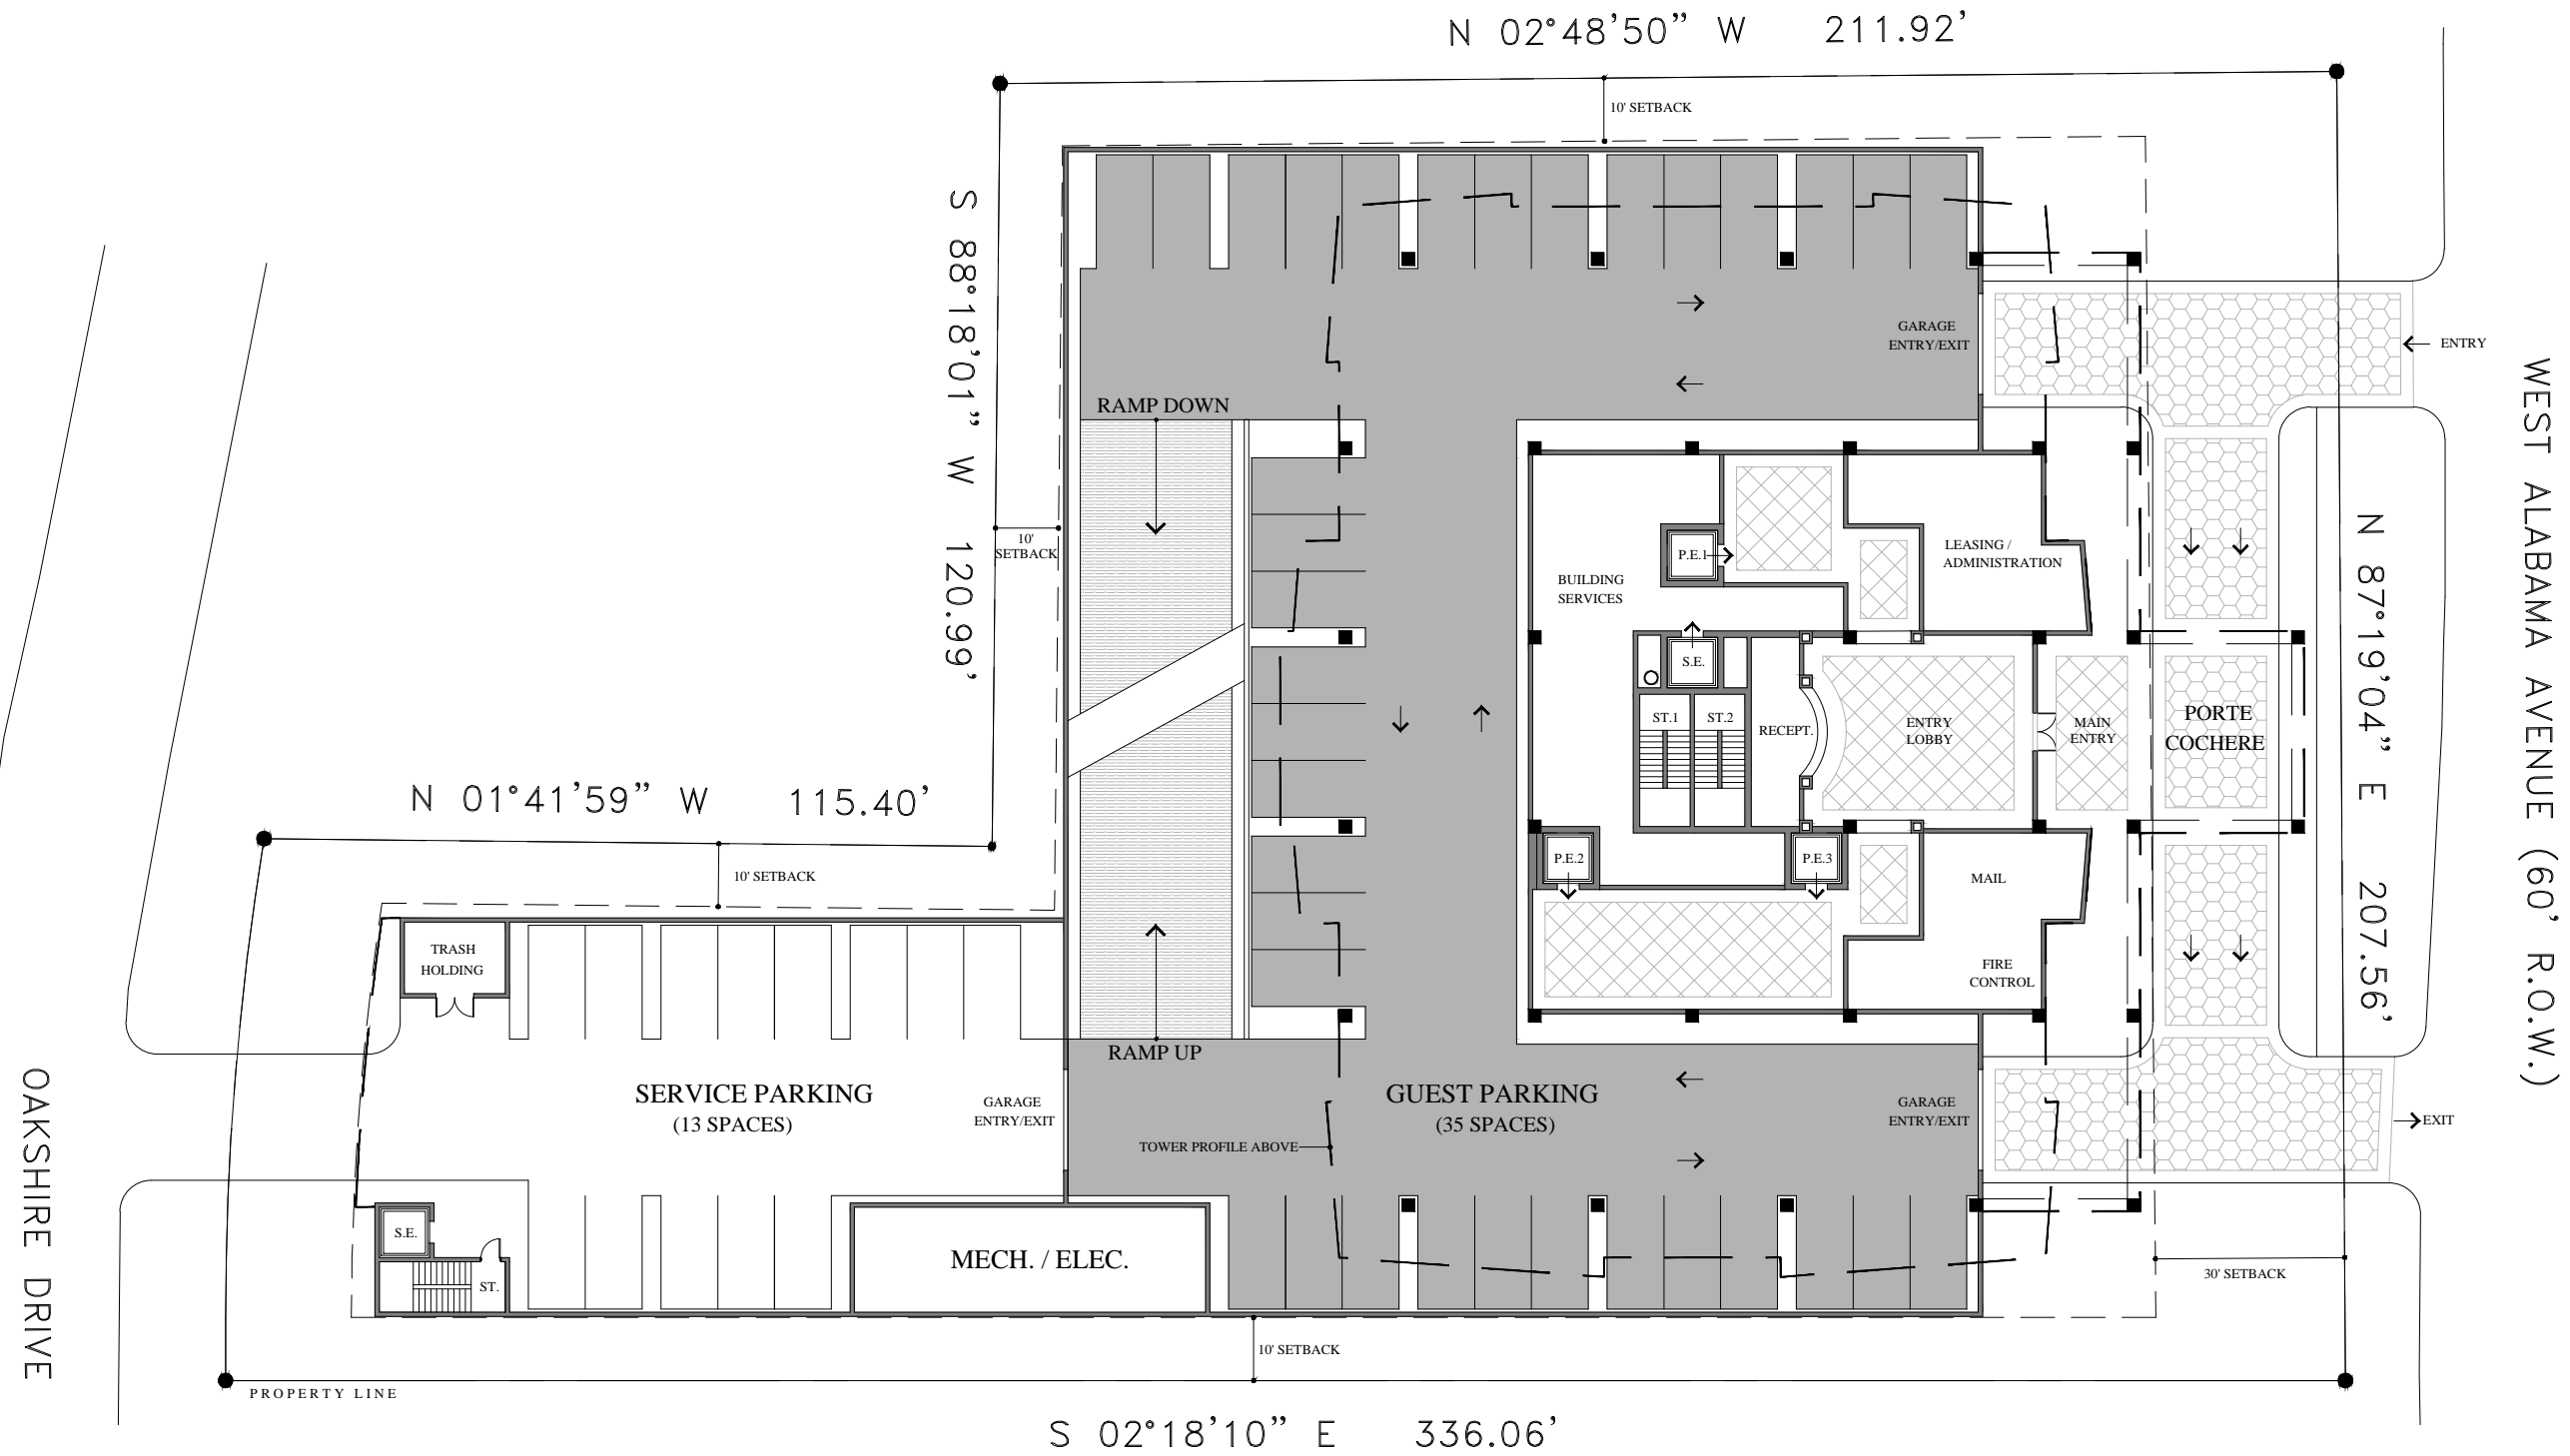 N 02°48'50" W 211.92'
10' SETBACK
S 88°18'01" W 120.99'
GARAGE
ENTRY/EXIT
ENTRY
RAMP DOWN
10'
SETBACK
P.E.1
LEASING /
ADMINISTRATION
BUILDING
SERVICES
S.E.
ST.1
ST.2
RECEPT.
ENTRY
LOBBY
MAIN
ENTRY
PORTE
COCHERE
N 87°19'04" E 207.56'
WEST ALABAMA AVENUE (60' R.O.W.)
N 01°41'59" W 115.40'
10' SETBACK
P.E.2
P.E.3
MAIL
TRASH
HOLDING
FIRE
CONTROL
RAMP UP
SERVICE PARKING
(13 SPACES)
GARAGE
ENTRY/EXIT
GUEST PARKING
(35 SPACES)
GARAGE
ENTRY/EXIT
EXIT
TOWER PROFILE ABOVE
OAKSHIRE DRIVE
S.E.
ST.
MECH. / ELEC.
30' SETBACK
10' SETBACK
PROPERTY LINE
S 02°18'10" E 336.06'